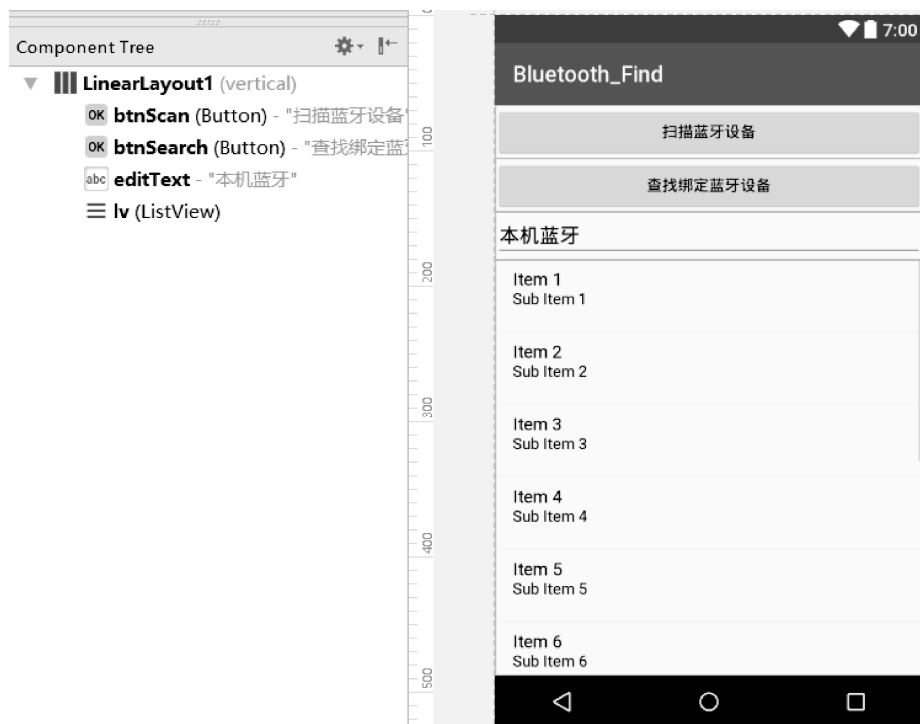 Component Tree
LinearLayout1 (vertical)
OK btnScan (Button) - "扫描蓝牙设备"
OK btnSearch (Button) - "查找绑定蓝
abc editText - "本机蓝牙"
lv (ListView)
100
200
300
400
500
7:00
Bluetooth_Find
扫描蓝牙设备
查找绑定蓝牙设备
本机蓝牙
Item 1
Sub Item 1
Item 2
Sub Item 2
Item 3
Sub Item 3
Item 4
Sub Item 4
Item 5
Sub Item 5
Item 6
Sub Item 6